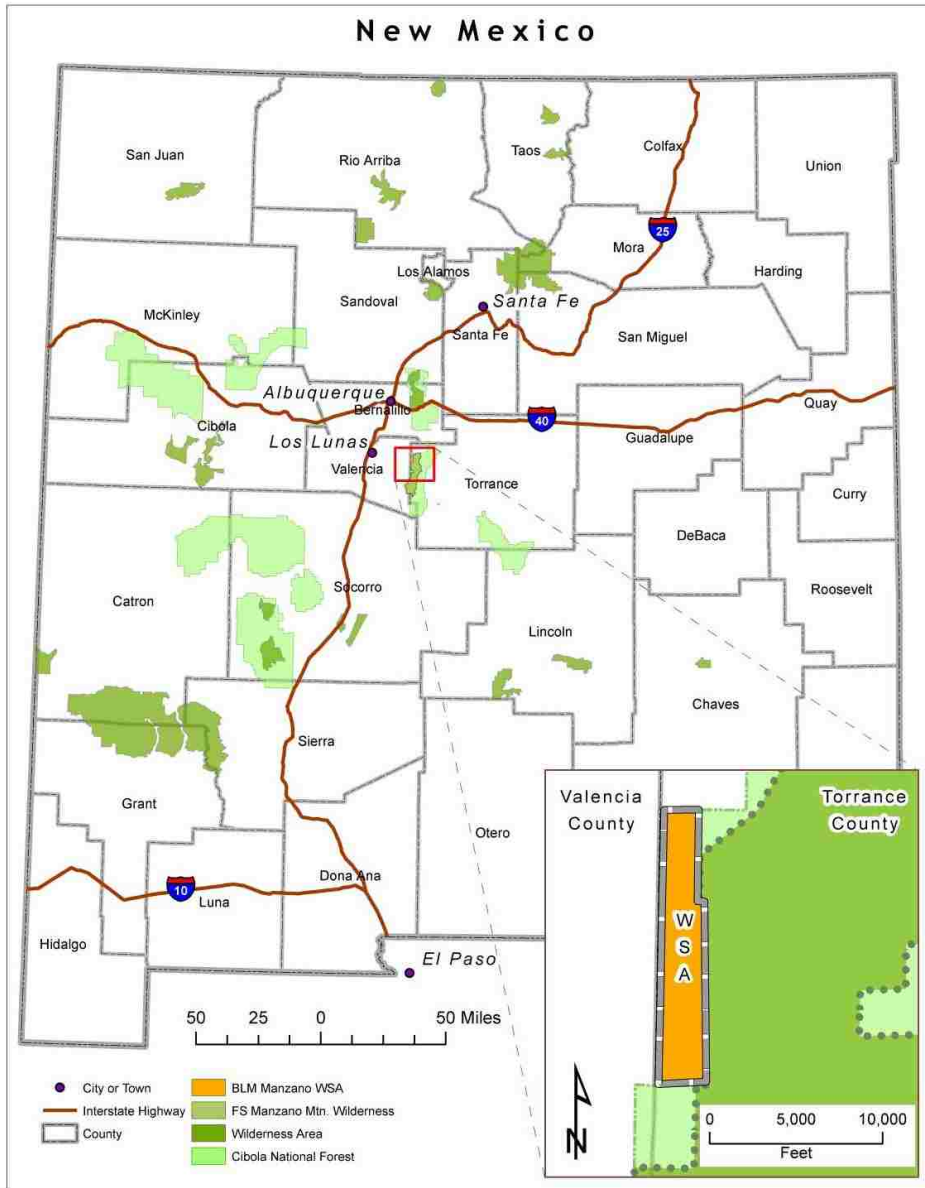 New Mexico
San Juan
Rio Arriba
Taos
Colfax
Union
25
Mora
Harding
Los Alamos
Sandoval
Santa Fe
McKinley
Santa Fe
San Miguel
Albuquerque
Bernalillo
40
Quay
Cibola
Guadalupe
Los Lunas
Valencia
Torrance
Curry
DeBaca
Catron
Socorro
Roosevelt
Lincoln
Chaves
Sierra
Grant
Otero
Dona Ana
10
Luna
Hidalgo
El Paso
50 25 0 50 Miles
City or Town
Interstate Highway
County
BLM Manzano WSA
FS Manzano Mtn. Wilderness
Wilderness Area
Cibola National Forest
Valencia
County
Torrance
County
W
S
A
N
0 5,000 10,000
Feet